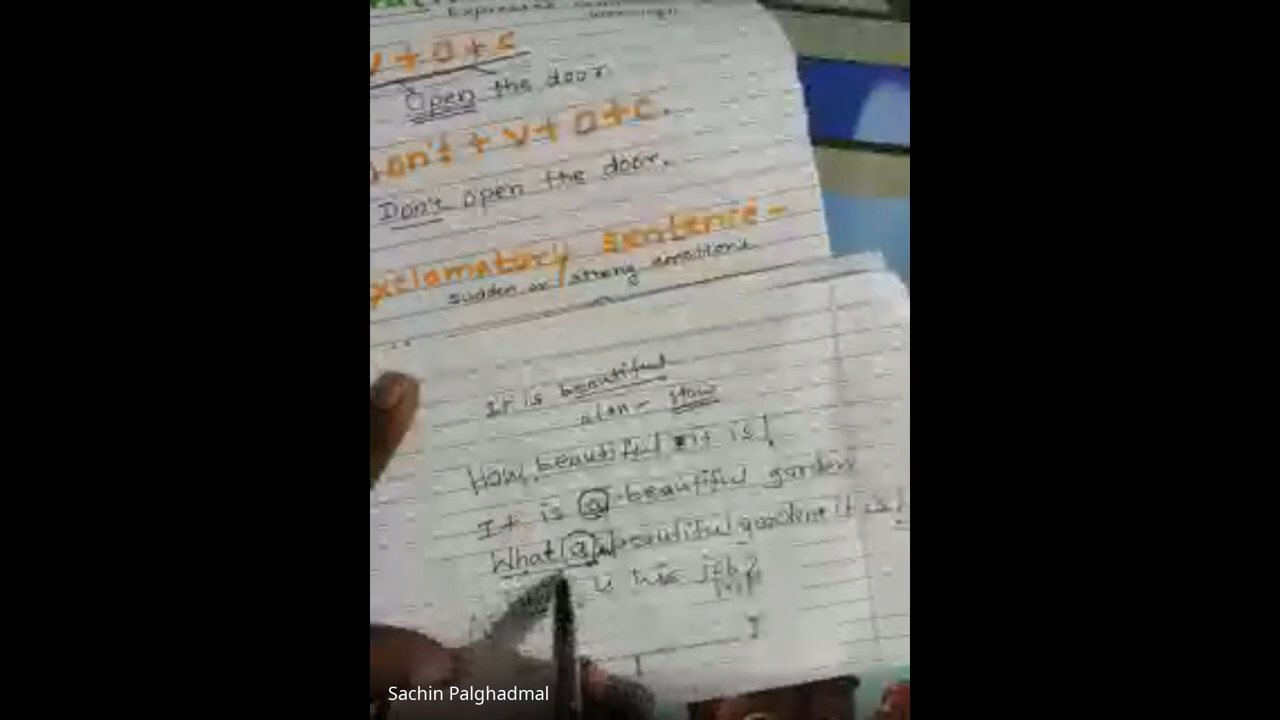 V + O + C
Open the door
Don't + V + O + C.
Don't open the door.
xclamatory sentence -
sudden or strong emotions
It is beautiful
How
How beautiful it is!
It is a beautiful garden
What a beautiful garden it is!
Sachin Palghadmal